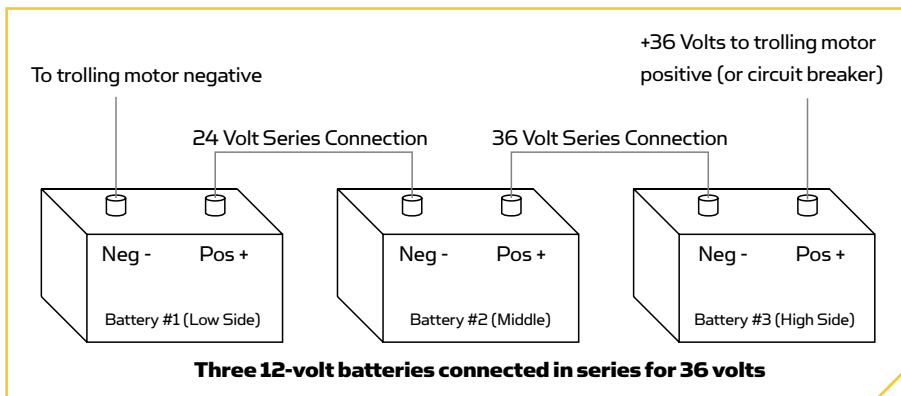 +36 Volts to trolling motor
positive (or circuit breaker)
To trolling motor negative
24 Volt Series Connection
36 Volt Series Connection
Neg -
Pos +
Neg -
Pos +
Neg -
Pos +
Battery #1 (Low Side)
Battery #2 (Middle)
Battery #3 (High Side)
Three 12-volt batteries connected in series for 36 volts